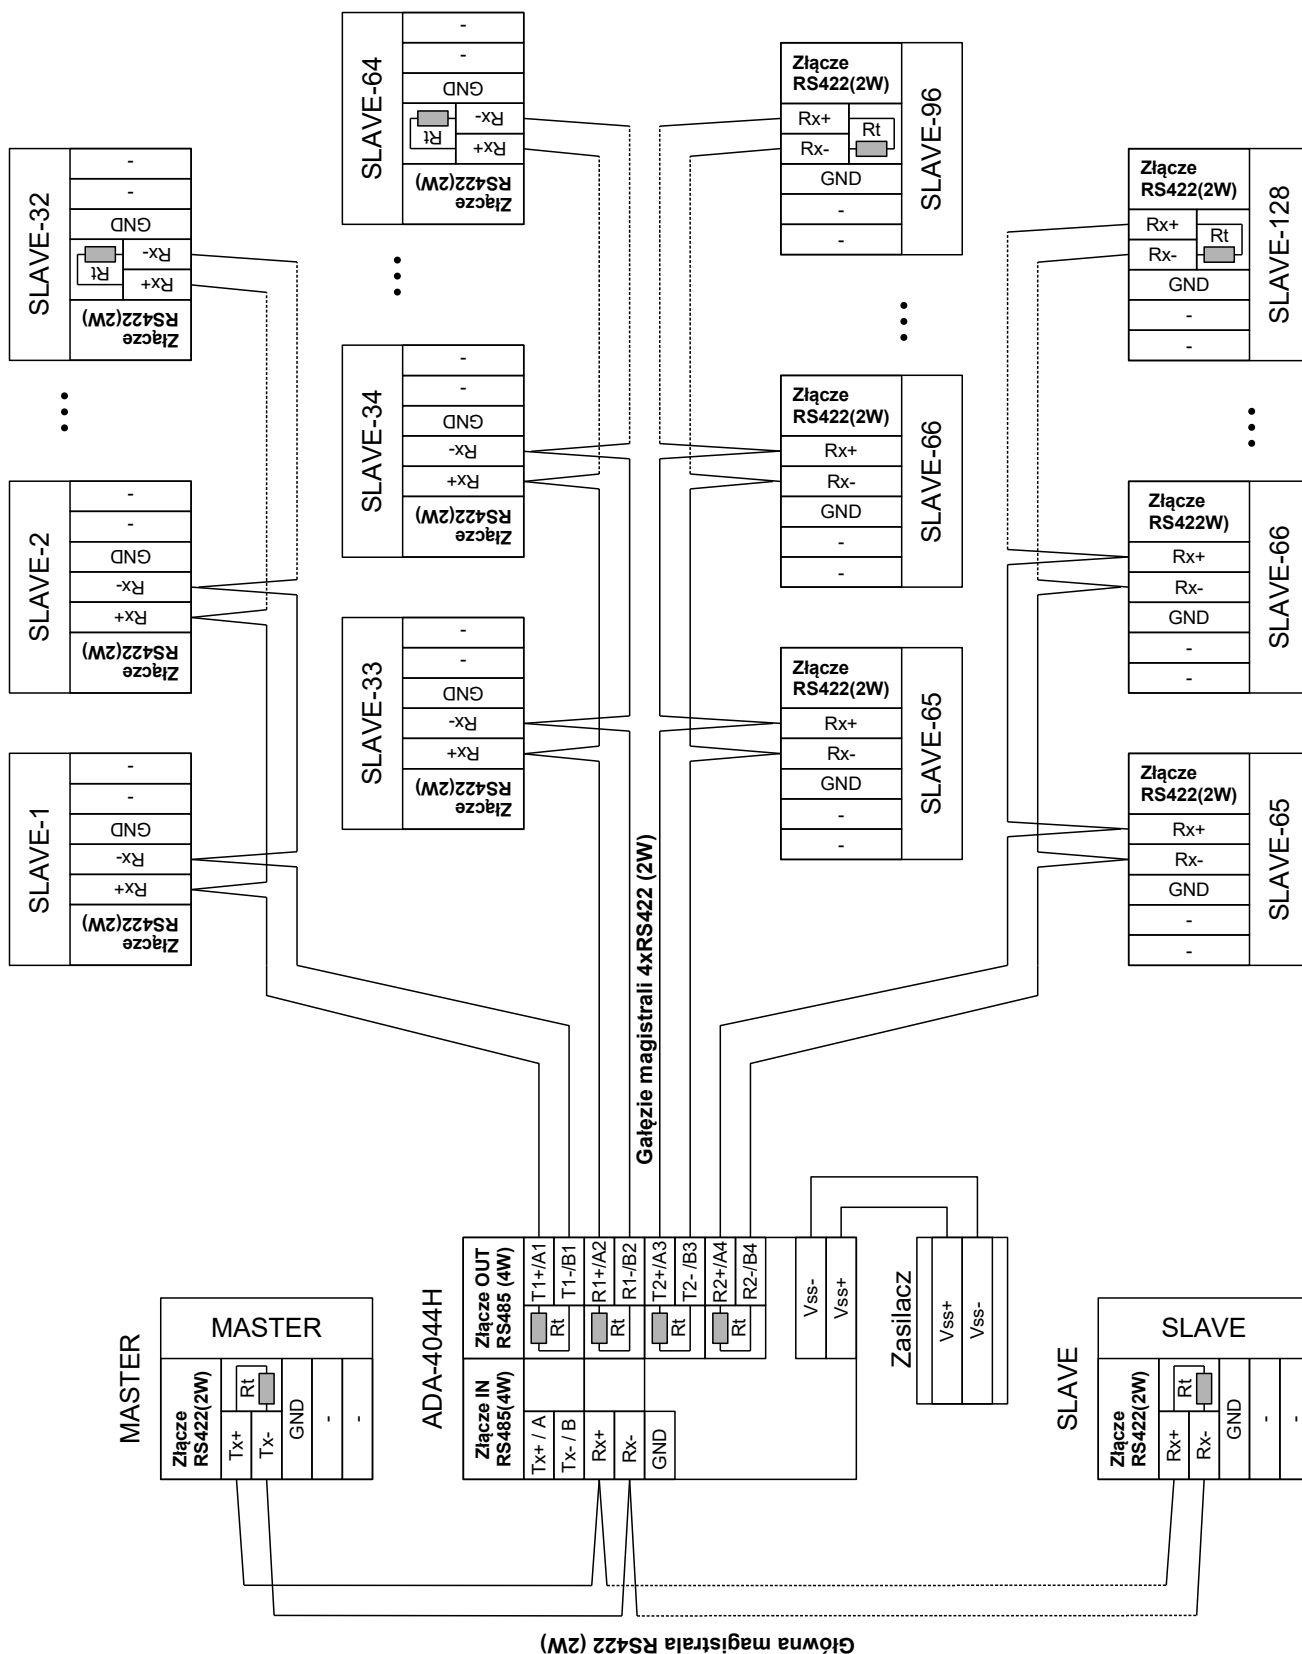 SLAVE-32
-
-
GND
Rx-
Rx+
Rt
Złącze
RS422(2W)
SLAVE-2
-
-
GND
Rx-
Rx+
Złącze
RS422(2W)
SLAVE-1
-
-
GND
Rx-
Rx+
Złącze
RS422(2W)
SLAVE-64
-
-
GND
Rx-
Rx+
Rt
Złącze
RS422(2W)
SLAVE-34
-
-
GND
Rx-
Rx+
Złącze
RS422(2W)
SLAVE-33
-
-
GND
Rx-
Rx+
Złącze
RS422(2W)
Gałęzie magistrali 4xRS422 (2W)
Złącze
RS422(2W)
Rx+
Rx-
Rt
GND
-
-
SLAVE-96
Złącze
RS422(2W)
Rx+
Rx-
GND
-
-
SLAVE-66
Złącze
RS422(2W)
Rx+
Rx-
GND
-
-
SLAVE-65
Złącze
RS422(2W)
Rx+
Rx-
Rt
GND
-
-
SLAVE-128
Złącze
RS422W)
Rx+
Rx-
GND
-
-
SLAVE-66
Złącze
RS422(2W)
Rx+
Rx-
GND
-
-
SLAVE-65
MASTER
MASTER
Złącze
RS422(2W)
Tx+
Tx-
Rt
GND
-
-
ADA-4044H
Złącze OUT
RS485 (4W)
T1+/A1
T1-/B1
Rt
R1+/A2
R1-/B2
Rt
T2+/A3
T2- /B3
Rt
R2+/A4
R2-/B4
Rt
Złącze IN
RS485(4W)
Tx+ / A
Tx- / B
Rx+
Rx-
GND
Vss-
Vss+
Zasilacz
Vss+
Vss-
SLAVE
SLAVE
Złącze
RS422(2W)
Rx+
Rx-
Rt
GND
-
-
Główna magistrala RS422 (2W)